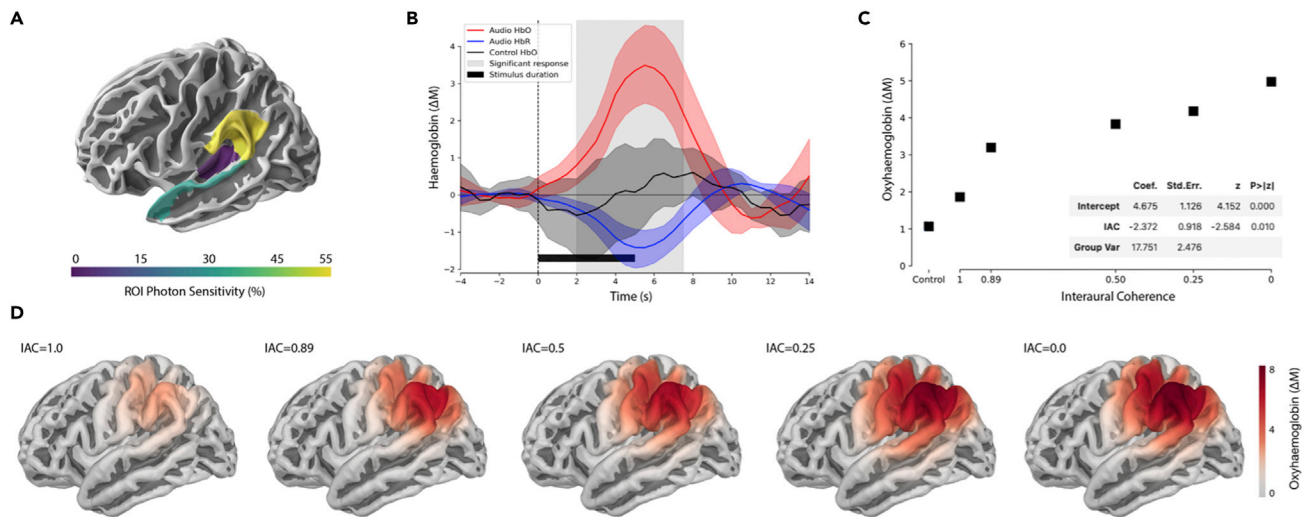 A
0 15 30 45 55
ROI Photon Sensitivity (%)
B
Audio HbO
Audio HbR
Control HbO
Significant response
Stimulus duration
Haemoglobin (ΔM)
4
3
2
1
0
−1
−2
−4 −2 0 2 4 6 8 10 12 14
Time (s)
C
Oxyhaemoglobin (ΔM)
6
5
4
3
2
1
0
Coef. Std.Err. z P>|z|
Intercept 4.675 1.126 4.152 0.000
IAC -2.372 0.918 -2.584 0.010
Group Var 17.751 2.476
Control 1 0.89 0.50 0.25 0
Interaural Coherence
D
IAC=1.0 IAC=0.89 IAC=0.5 IAC=0.25 IAC=0.0
8
4
0
Oxyhaemoglobin (ΔM)